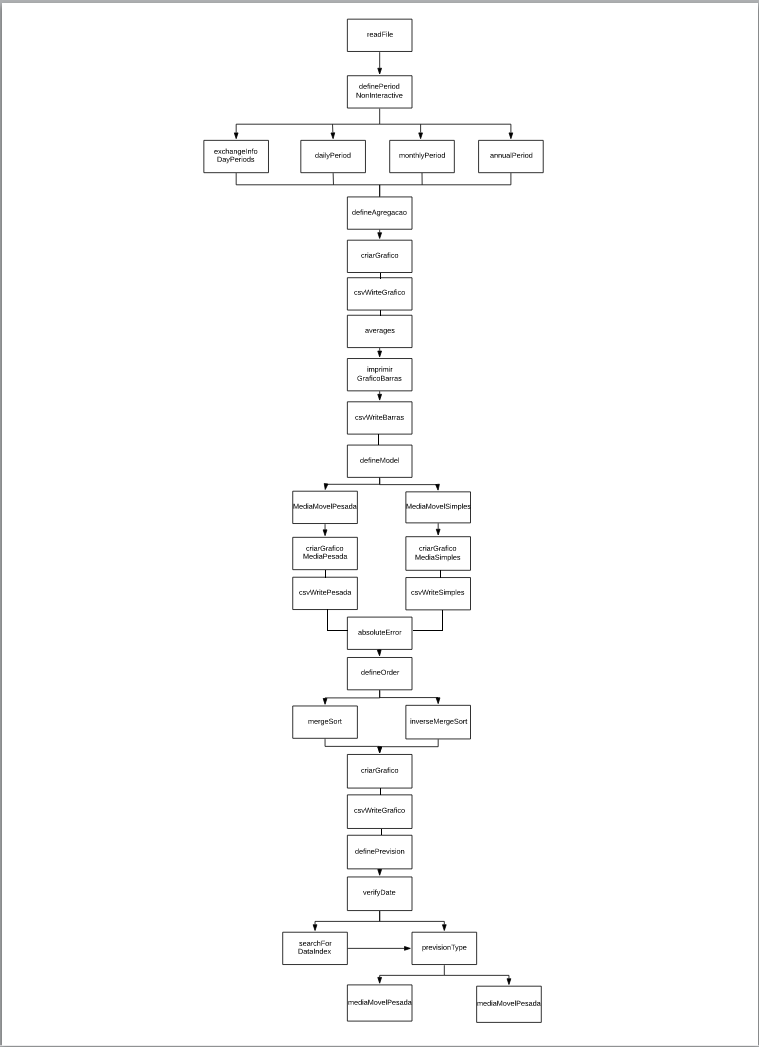 readFile
definePeriod
NonInteractive
exchangeInfo
DayPeriods
dailyPeriod
monthlyPeriod
annualPeriod
defineAgregacao
criarGrafico
csvWirteGrafico
averages
imprimir
GraficoBarras
csvWriteBarras
defineModel
MediaMovelPesada
MediaMovelSimples
criarGrafico
MediaPesada
criarGrafico
MediaSimples
csvWritePesada
csvWriteSimples
absoluteError
defineOrder
mergeSort
inverseMergeSort
criarGrafico
csvWriteGrafico
definePrevision
verifyDate
searchFor
DataIndex
previsionType
mediaMovelPesada
mediaMovelPesada